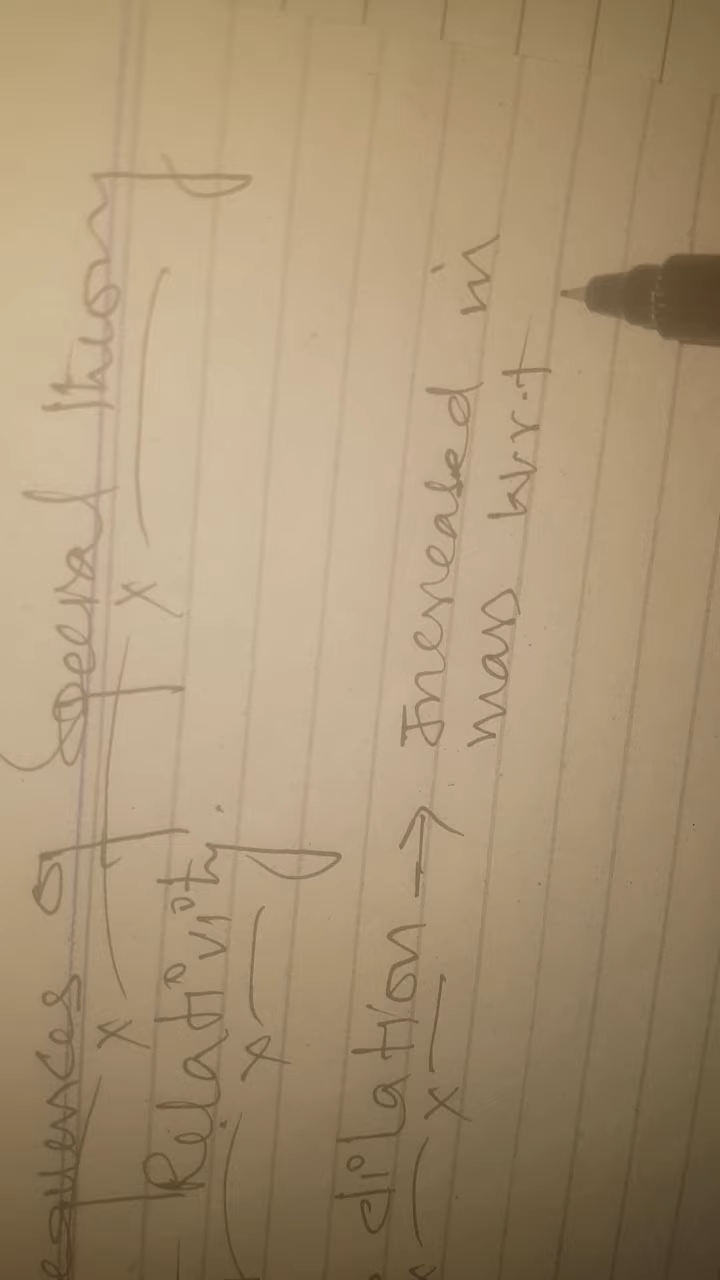 equences of Special theory
Relativity.
dilation → Increased in
mass w.r.t